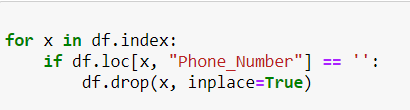 for x in df.index:
    if df.loc[x, "Phone_Number"] == '':
        df.drop(x, inplace=True)